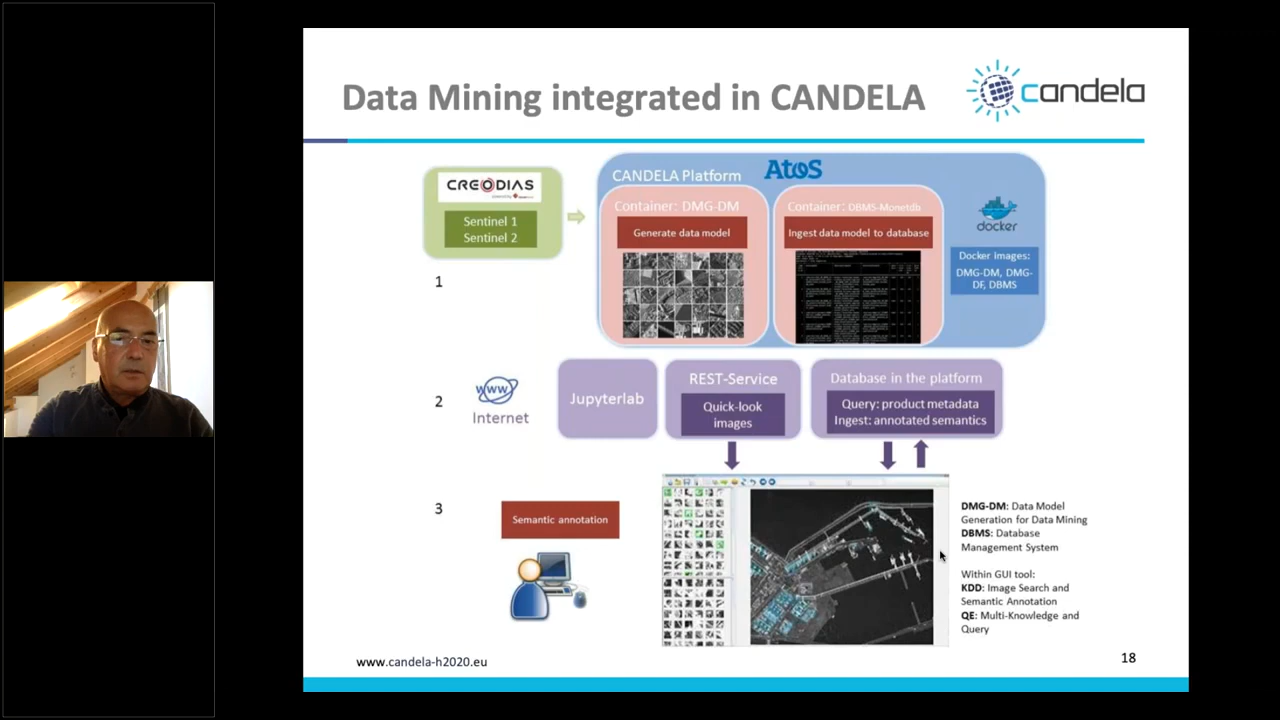 Data Mining integrated in CANDELA
candela
CREODIAS
Sentinel 1
Sentinel 2
CANDELA Platform
Atos
Container: DMG-DM
Generate data model
Container: DBMS-Monetdb
Ingest data model to database
docker
Docker images:
DMG-DM, DMG-
DF, DBMS
1
2
www
Internet
Jupyterlab
REST-Service
Quick-look
images
Database in the platform
Query: product metadata
Ingest: annotated semantics
3
Semantic annotation
DMG-DM: Data Model
Generation for Data Mining
DBMS: Database
Management System
Within GUI tool:
KDD: Image Search and
Semantic Annotation
QE: Multi-Knowledge and
Query
www.candela-h2020.eu
18